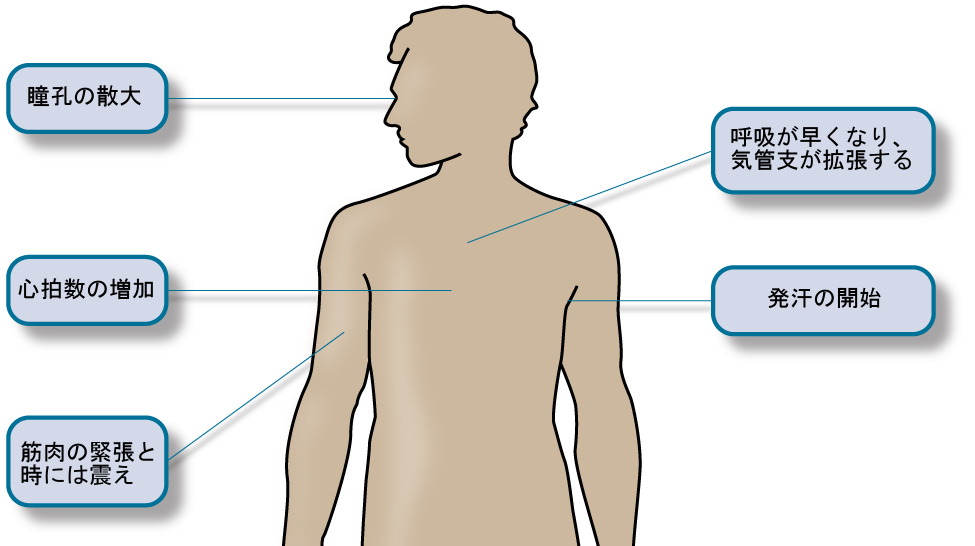 瞳孔の散大
呼吸が早くなり、
気管支が拡張する
心拍数の増加
発汗の開始
筋肉の緊張と
時には震え